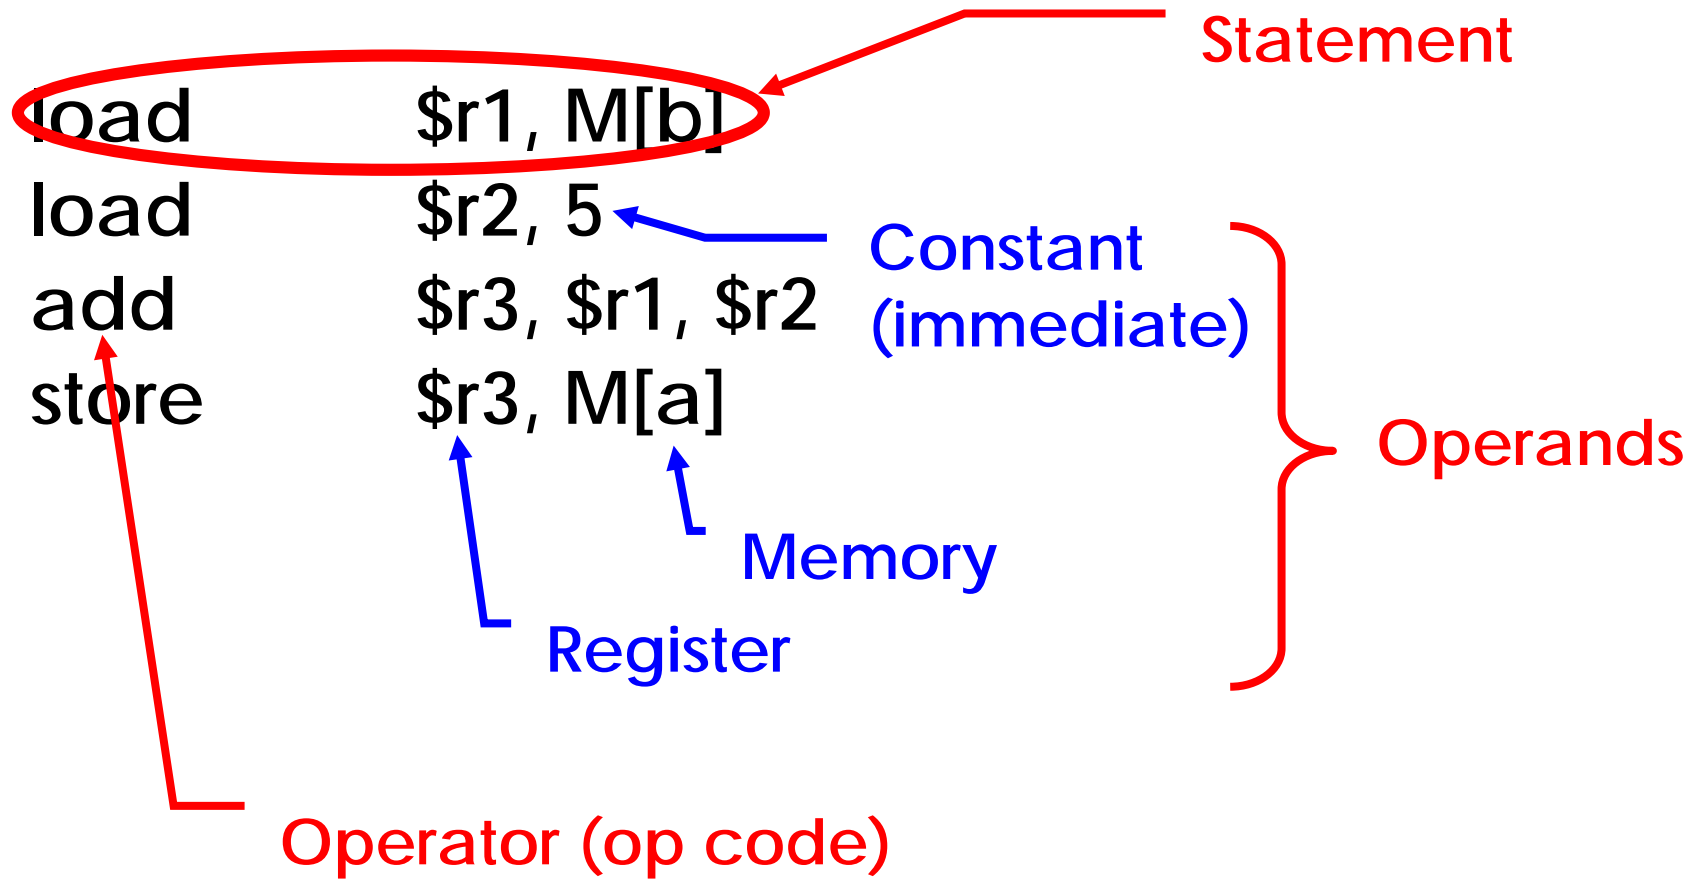 Statement
load $r1, M[b]
load $r2, 5
Constant
(immediate)
add $r3, $r1, $r2
store $r3, M[a]
Operands
Memory
Register
Operator (op code)